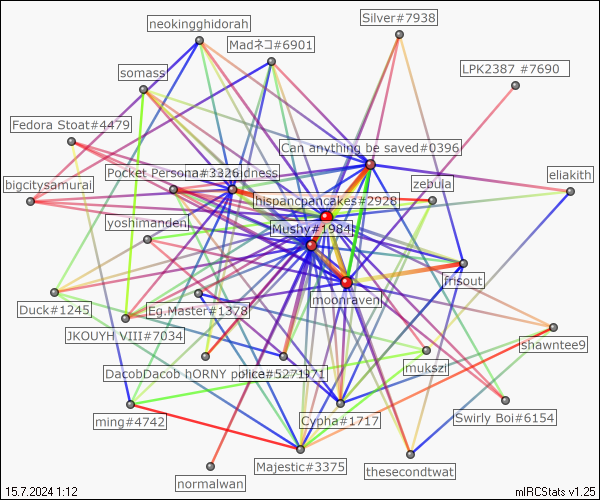 neokingghidorah
Silver#7938
Madネコ#6901
LPK2387 #7690
somass
Fedora Stoat#4479
Can anything be saved#0396
Pocket Persona#3326
dness
bigcitysamurai
zebula
eliakith
hispancpancakes#2928
yoshimanden
Mushy#1984
frisout
moonraven
Duck#1245
Eg.Master#1378
JKOUYH VIII#7034
shawntee9
mukszil
DacobDacob hORNY police#5271
971
Swirly Boi#6154
ming#4742
Cypha#1717
Majestic#3375
thesecondtwat
normalwan
15.7.2024 1:12
mIRCStats v1.25